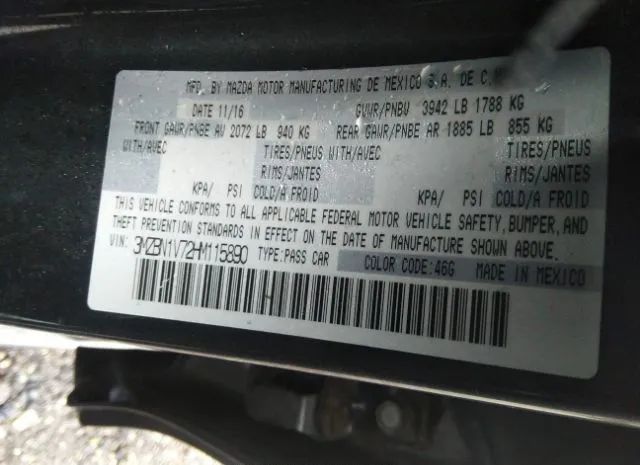 MFD. BY MAZDA MOTOR MANUFACTURING DE MEXICO S.A. DE C.V
DATE 11/16 GVWR/PNBV 3942 LB 1788 KG
FRONT GAWR/PNBE AV 2072 LB 940 KG REAR GAWR/PNBE AR 1885 LB 855 KG
WITH/AVEC TIRES/PNEUS WITH/AVEC TIRES/PNEUS
RIMS/JANTES RIMS/JANTES
KPA/ PSI COLD/A FROID KPA/ PSI COLD/A FROID
THIS VEHICLE CONFORMS TO ALL APPLICABLE FEDERAL MOTOR VEHICLE SAFETY, BUMPER, AND
THEFT PREVENTION STANDARDS IN EFFECT ON THE DATE OF MANUFACTURE SHOWN ABOVE.
VIN: 3MZBN1V72HM115890 TYPE:PASS CAR COLOR CODE:46G MADE IN MEXICO